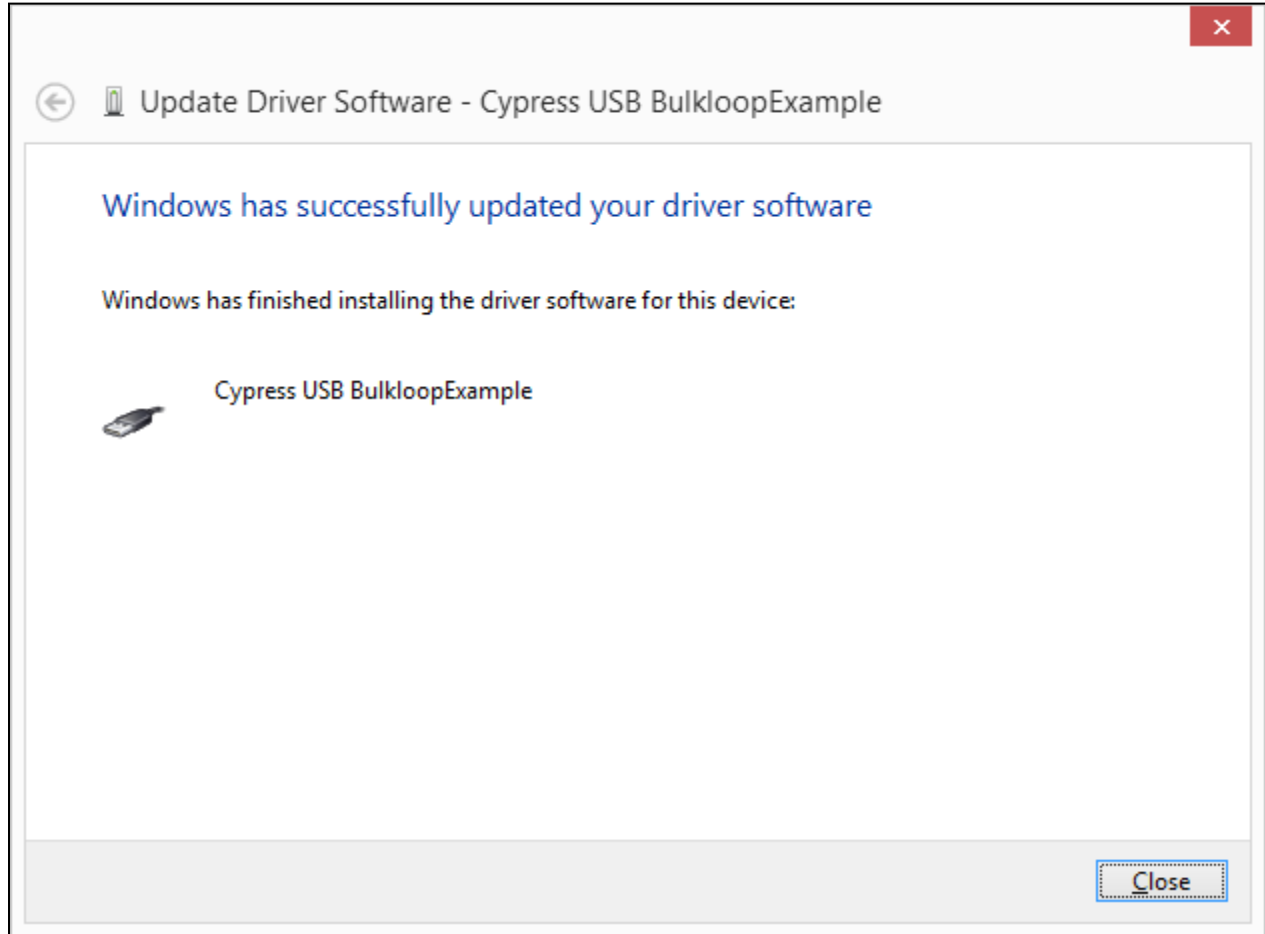 Update Driver Software - Cypress USB BulkloopExample
Windows has successfully updated your driver software
Windows has finished installing the driver software for this device:
Cypress USB BulkloopExample
Close